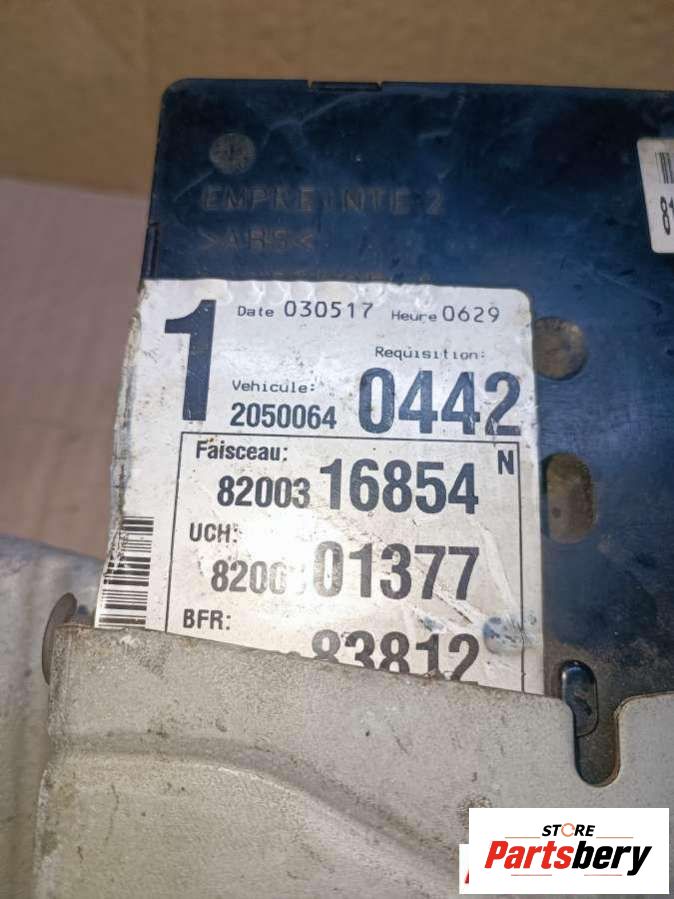 EMPREINTE 2
>ABS<
1
Date 030517 Heure 0629
Requisition:
Vehicule:
2050064 0442
Faisceau:
N
82003 16854
UCH:
01377
BFR:
83812
STORE
Partsbery